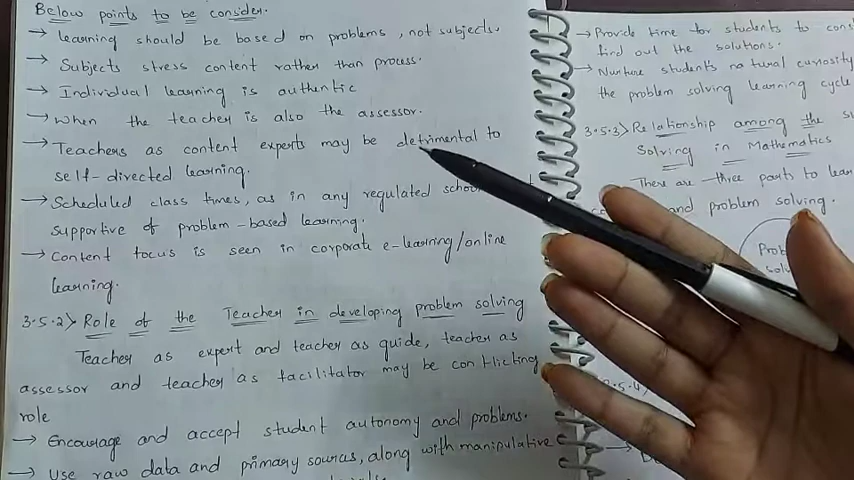 Below points to be consider.
→ Learning should be based on problems, not subjects.
→ Subjects stress content rather than process.
→ Individual learning is authentic
→ When the teacher is also the assessor.
→ Teachers as content experts may be detrimental to
self-directed learning.
→ Scheduled class times, as in any regulated
supportive of problem-based learning.
→ Content focus is seen in corporate e-learning/online
learning.
3.5.2> Role of the Teacher in developing problem solving
Teacher as expert and teacher as guide, teacher as
assessor and teacher as facilitator may be conflicting
role
→ Encourage and accept student autonomy and problems.
→ Use raw data and primary sources, along with manipulative
→ Provide time for students to
find out the solutions.
→ Nurture students natural curiosity
the problem solving learning cycle
3.5.3> Relationship among the
Solving in Mathematics
There are three parts to
and problem solving.